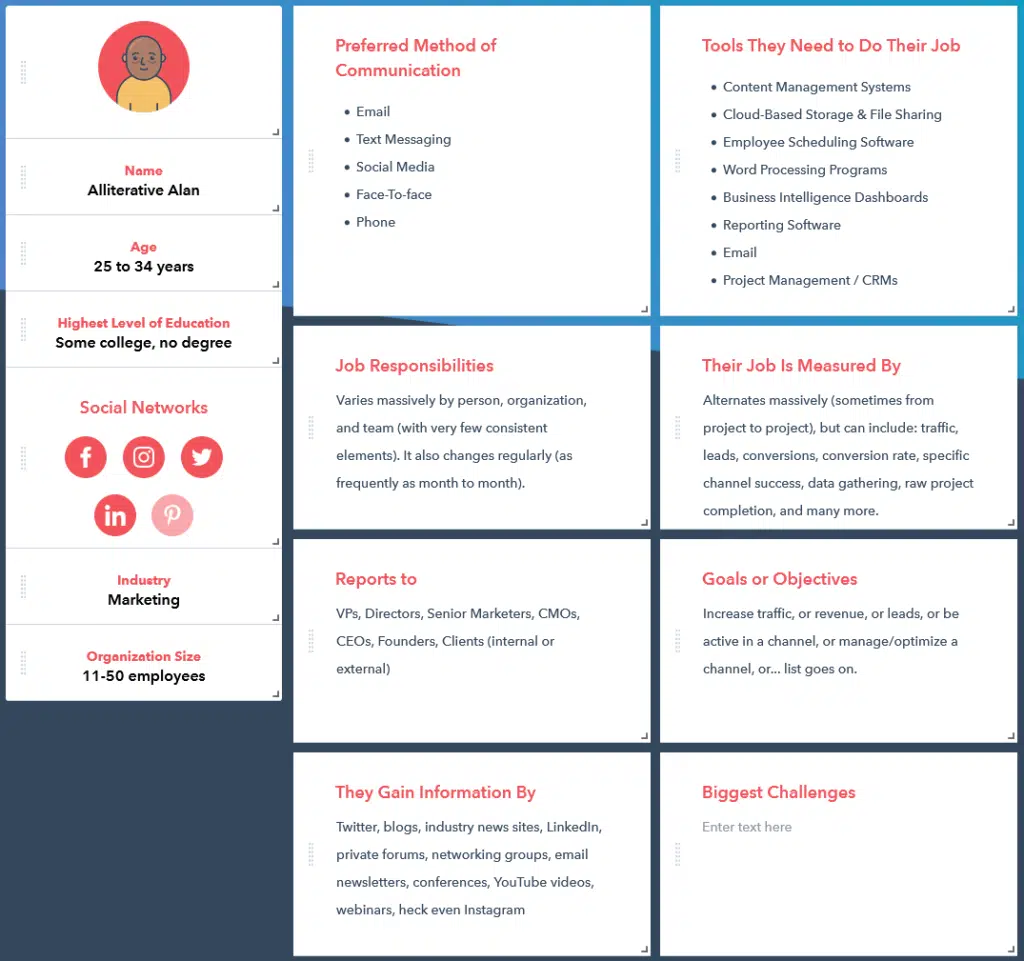 Name
Alliterative Alan
Age
25 to 34 years
Highest Level of Education
Some college, no degree
Social Networks
Industry
Marketing
Organization Size
11-50 employees
Preferred Method of
Communication
• Email
• Text Messaging
• Social Media
• Face-To-face
• Phone
Tools They Need to Do Their Job
• Content Management Systems
• Cloud-Based Storage & File Sharing
• Employee Scheduling Software
• Word Processing Programs
• Business Intelligence Dashboards
• Reporting Software
• Email
• Project Management / CRMs
Job Responsibilities
Varies massively by person, organization,
and team (with very few consistent
elements). It also changes regularly (as
frequently as month to month).
Their Job Is Measured By
Alternates massively (sometimes from
project to project), but can include: traffic,
leads, conversions, conversion rate, specific
channel success, data gathering, raw project
completion, and many more.
Reports to
VPs, Directors, Senior Marketers, CMOs,
CEOs, Founders, Clients (internal or
external)
Goals or Objectives
Increase traffic, or revenue, or leads, or be
active in a channel, or manage/optimize a
channel, or... list goes on.
They Gain Information By
Twitter, blogs, industry news sites, LinkedIn,
private forums, networking groups, email
newsletters, conferences, YouTube videos,
webinars, heck even Instagram
Biggest Challenges
Enter text here